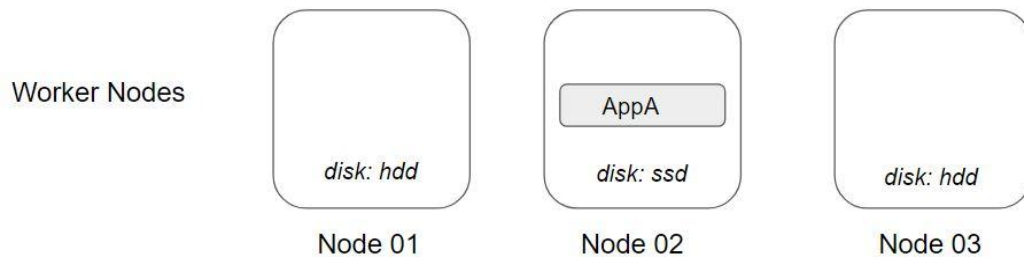 Worker Nodes
AppA
disk: hdd
disk: ssd
disk: hdd
Node 01
Node 02
Node 03